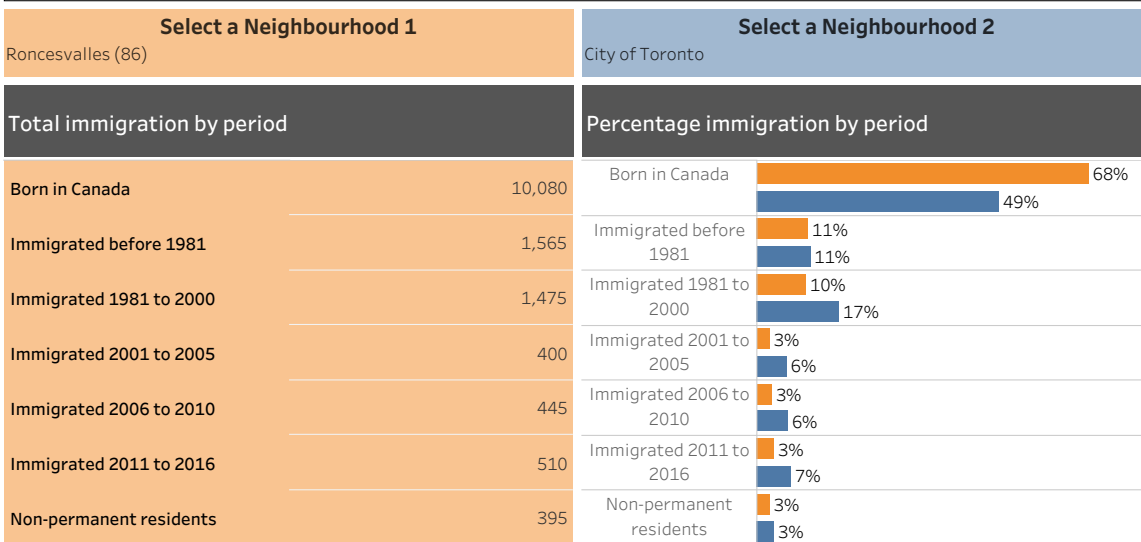 Select a Neighbourhood 1
Roncesvalles (86)
Select a Neighbourhood 2
City of Toronto
Total immigration by period
Born in Canada 10,080
Immigrated before 1981 1,565
Immigrated 1981 to 2000 1,475
Immigrated 2001 to 2005 400
Immigrated 2006 to 2010 445
Immigrated 2011 to 2016 510
Non-permanent residents 395
Percentage immigration by period
Born in Canada 68%
49%
Immigrated before 11%
1981 11%
Immigrated 1981 to 10%
2000 17%
Immigrated 2001 to 3%
2005 6%
Immigrated 2006 to 3%
2010 6%
Immigrated 2011 to 3%
2016 7%
Non-permanent 3%
residents 3%